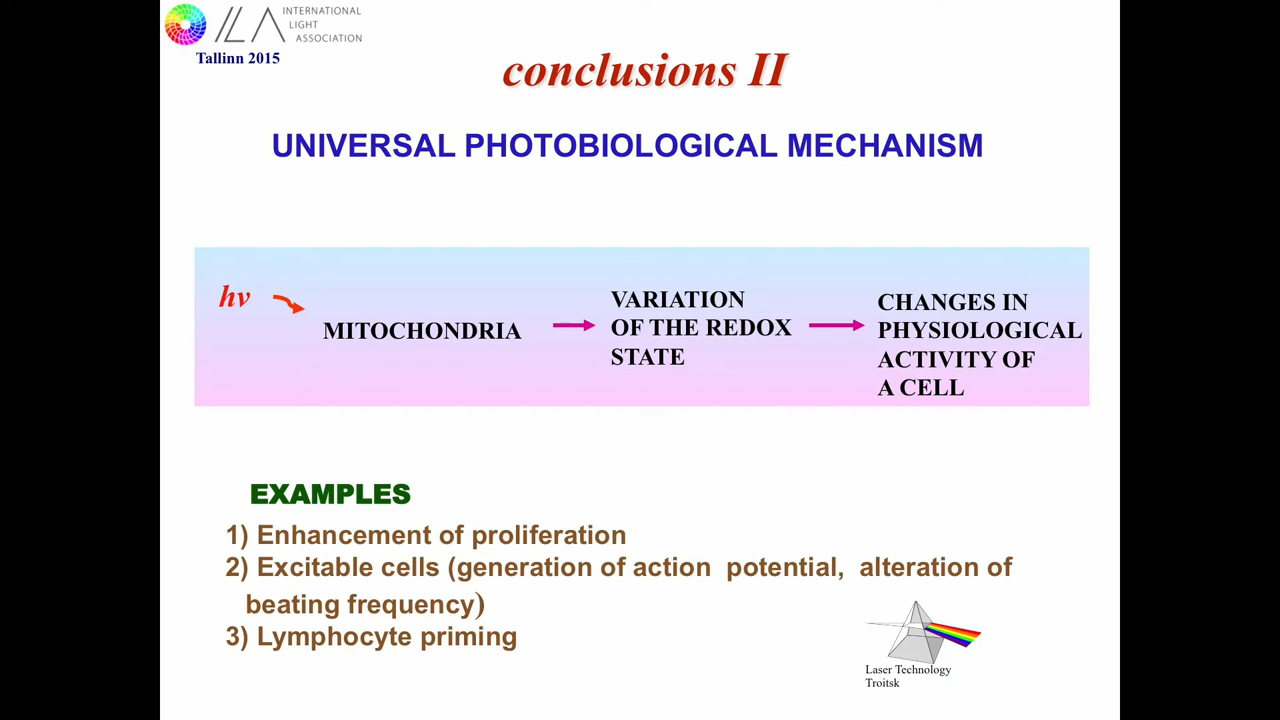 INTERNATIONAL
LIGHT
ASSOCIATION
Tallinn 2015
conclusions II
UNIVERSAL PHOTOBIOLOGICAL MECHANISM
hν
MITOCHONDRIA
VARIATION
OF THE REDOX
STATE
CHANGES IN
PHYSIOLOGICAL
ACTIVITY OF
A CELL
EXAMPLES
1) Enhancement of proliferation
2) Excitable cells (generation of action potential, alteration of
beating frequency)
3) Lymphocyte priming
Laser Technology
Troitsk